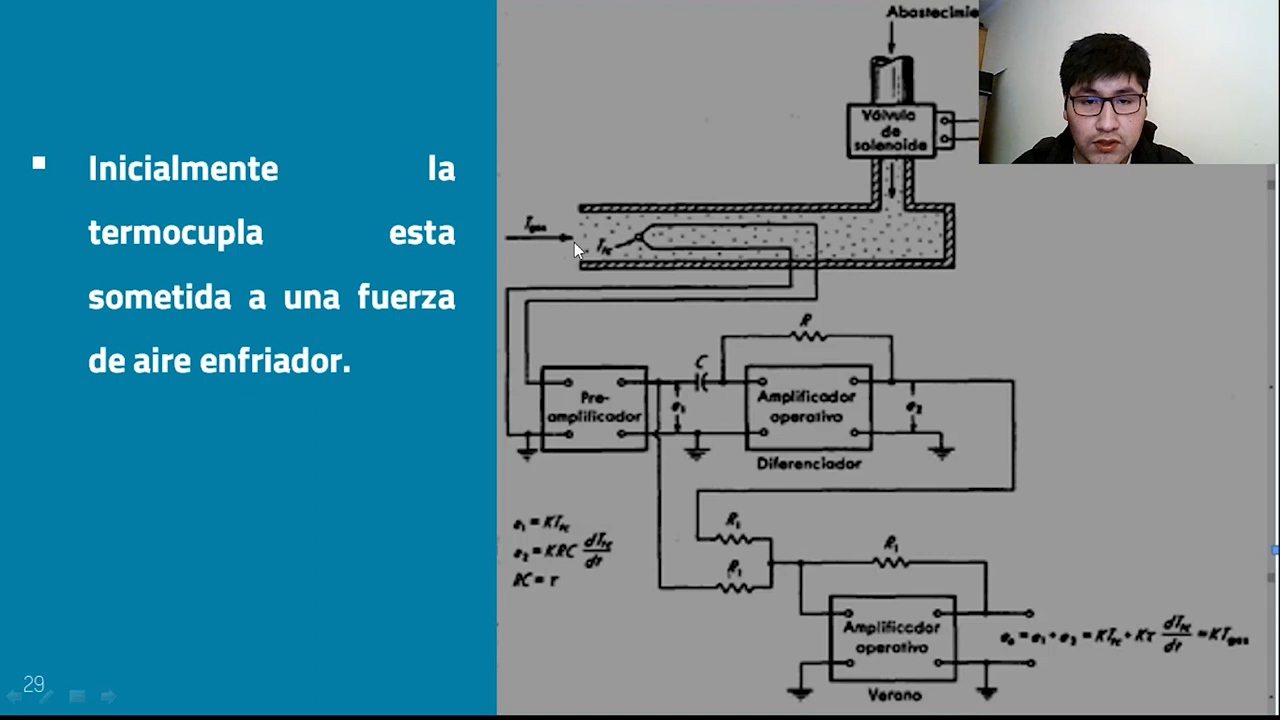 Inicialmente la
termocupla esta
sometida a una fuerza
de aire enfriador.
29
Abastecimie
Válvula
de
solenoide
Tgas
Ttc
R
C
Pre-
amplificador
e₁
Amplificador
operativo
e₂
Diferenciador
R₁
R₁
R₁
e₁ = KTtc
e₂ = KRC dTtc/dt
RC = τ
Amplificador
operativo
e₀ = e₁ + e₂ = KTtc + Kτ dTtc/dt = KTgas
Verano